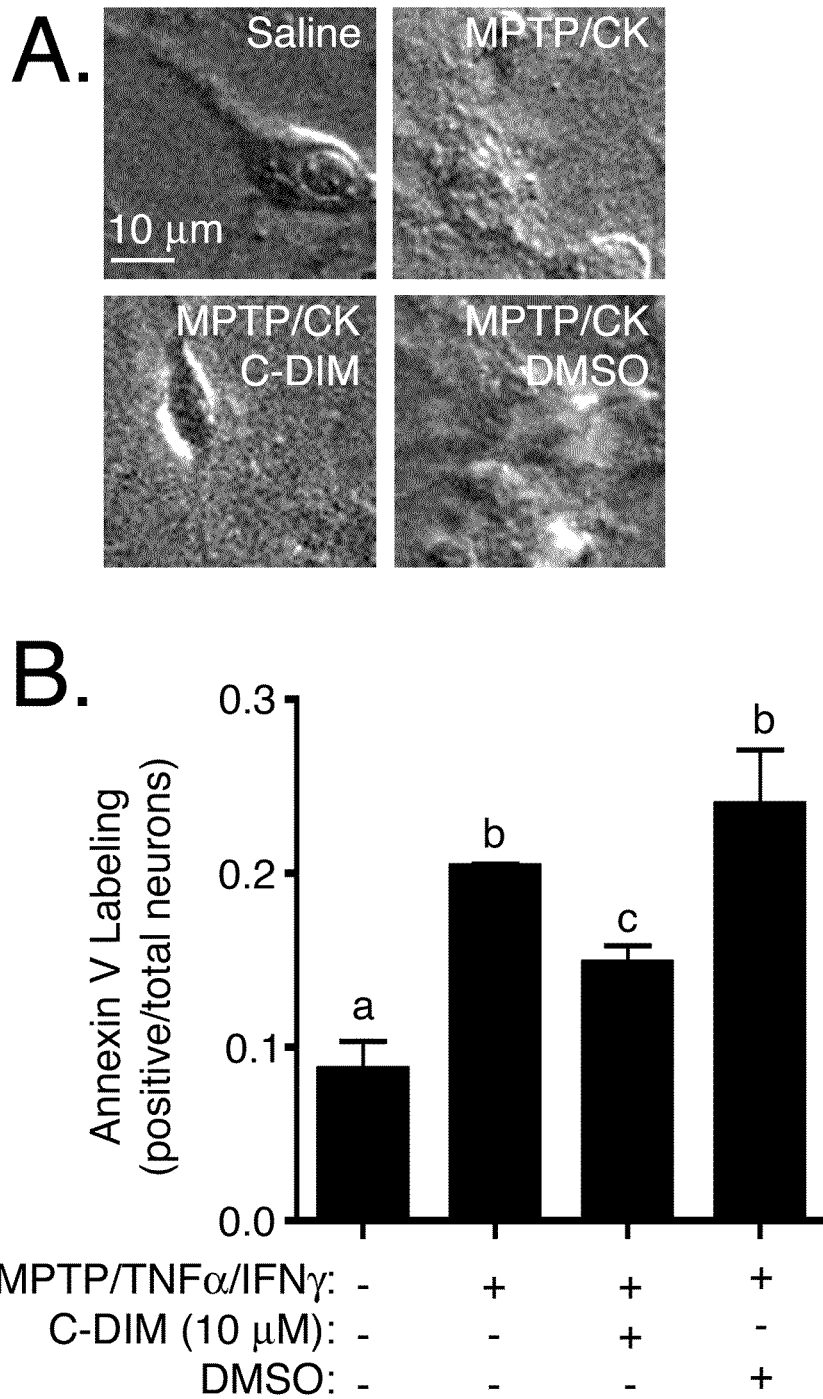 A.
Saline
10 μm
MPTP/CK
MPTP/CK
C-DIM
MPTP/CK
DMSO
B.
Annexin V Labeling
(positive/total neurons)
0.3
0.2
0.1
0.0
a
b
c
b
MPTP/TNFα/IFNγ: - + + +
C-DIM (10 μM): - - + -
DMSO: - - - +